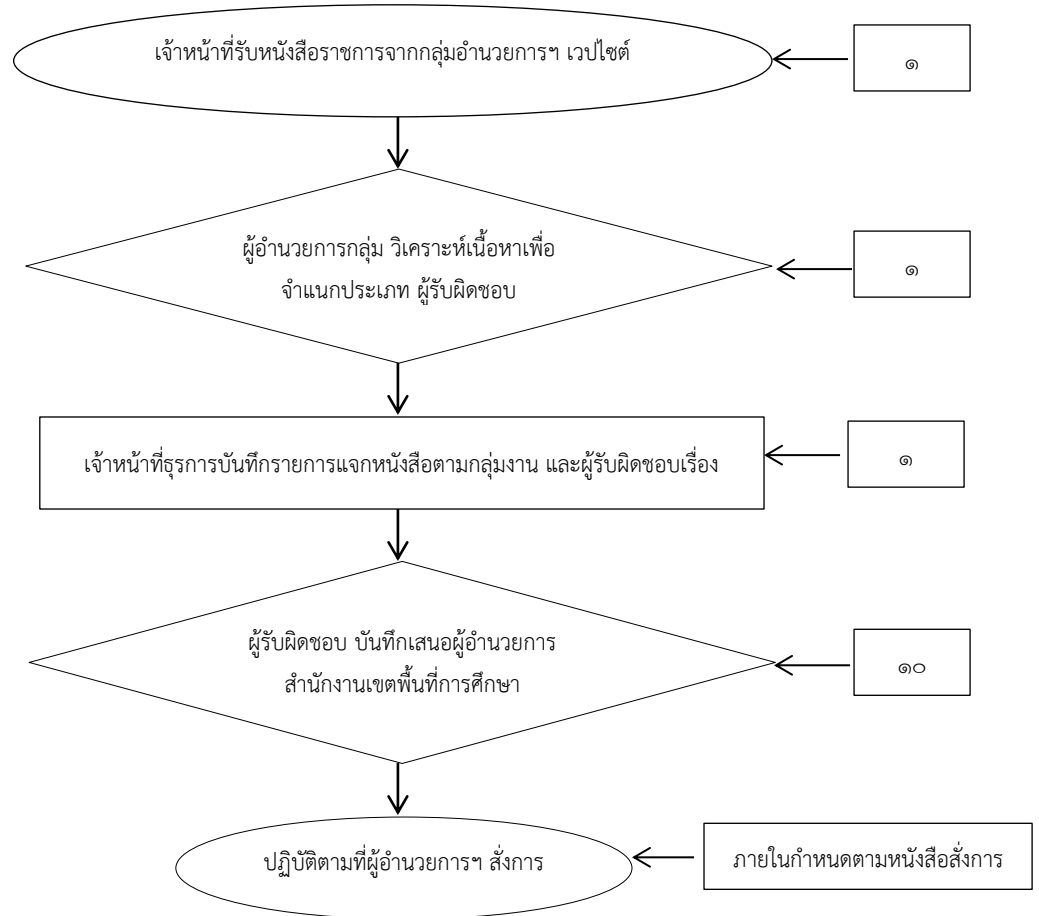 เจ้าหน้าที่รับหนังสือราชการจากกลุ่มอำนวยการฯ เวปไซต์
๑
ผู้อำนวยการกลุ่ม วิเคราะห์เนื้อหาเพื่อ
จำแนกประเภท ผู้รับผิดชอบ
๑
เจ้าหน้าที่ธุรการบันทึกรายการแจกหนังสือตามกลุ่มงาน และผู้รับผิดชอบเรื่อง
๑
ผู้รับผิดชอบ บันทึกเสนอผู้อำนวยการ
สำนักงานเขตพื้นที่การศึกษา
๑๐
ปฏิบัติตามที่ผู้อำนวยการฯ สั่งการ
ภายในกำหนดตามหนังสือสั่งการ